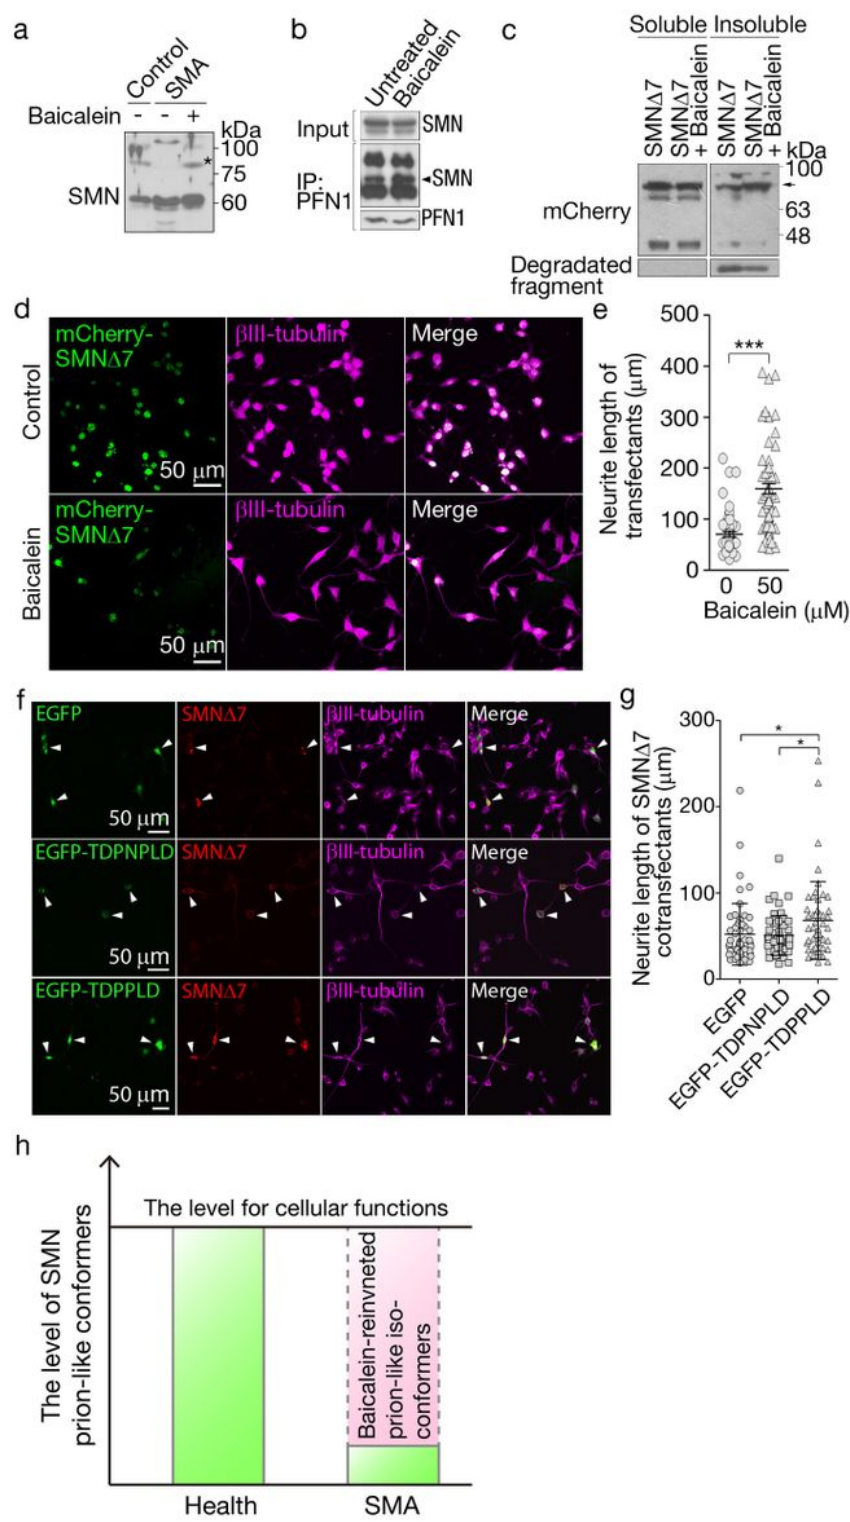 a
Control
SMA
Baicalein - - +
kDa
100
*
75
SMN
60
b
Untreated
Baicalein
Input
SMN
IP:
PFN1
SMN
PFN1
c
Soluble Insoluble
SMNΔ7
SMNΔ7
+ Baicalein
SMNΔ7
SMNΔ7
+ Baicalein
kDa
100
mCherry
63
48
Degraded
fragment
d
Control
mCherry-
SMNΔ7
50 μm
βIII-tubulin
Merge
Baicalein
mCherry-
SMNΔ7
50 μm
βIII-tubulin
Merge
e
Neurite length of
transfectants (μm)
500
400
300
200
100
0
***
0 50
Baicalein (μM)
f
EGFP
50 μm
SMNΔ7
βIII-tubulin
Merge
EGFP-TDPNPLD
50 μm
SMNΔ7
βIII-tubulin
Merge
EGFP-TDPPLD
50 μm
SMNΔ7
βIII-tubulin
Merge
g
Neurite length of SMNΔ7
cotransfectants (μm)
300
200
100
0
*
*
EGFP
EGFP-TDPNPLD
EGFP-TDPPLD
h
The level of SMN
prion-like conformers
The level for cellular functions
Baicalein-reinvneted
prion-like iso-
conformers
Health
SMA